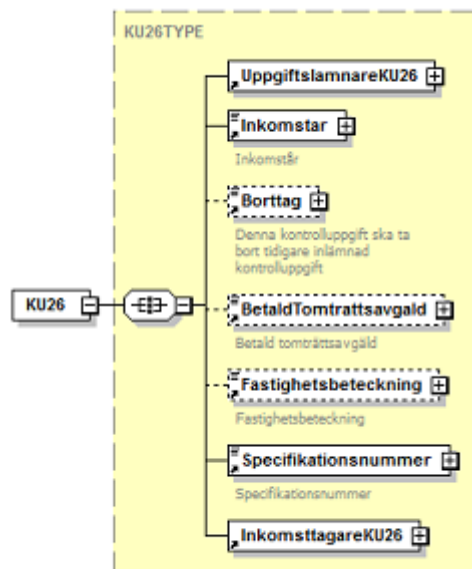 KU26TYPE
UppgiftslamnareKU26
Inkomstar
Inkomstår
Borttag
Denna kontrolluppgift ska ta
bort tidigare inlämnad
kontrolluppgift
KU26
BetaldTomtrattsavgald
Betald tomträttsavgäld
Fastighetsbeteckning
Fastighetsbeteckning
Specifikationsnummer
Specifikationsnummer
InkomsttagareKU26